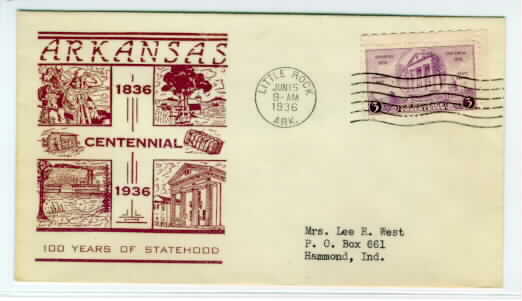 ARKANSAS
1836
CENTENNIAL
1936
100 YEARS OF STATEHOOD
LITTLE ROCK
JUN 15
9-AM
1936
ARK.
3
3
Mrs. Lee R. West
P. O. Box 661
Hammond, Ind.